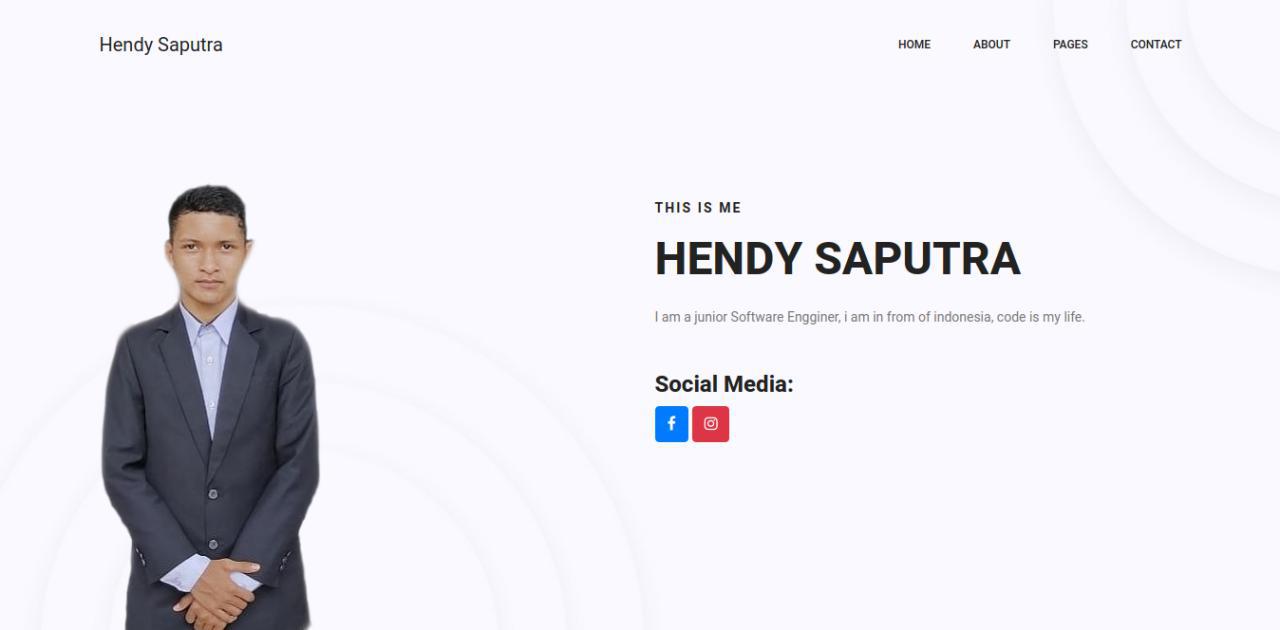 Hendy Saputra
HOME ABOUT PAGES CONTACT
THIS IS ME
HENDY SAPUTRA
I am a junior Software Engginer, i am in from of indonesia, code is my life.
Social Media: